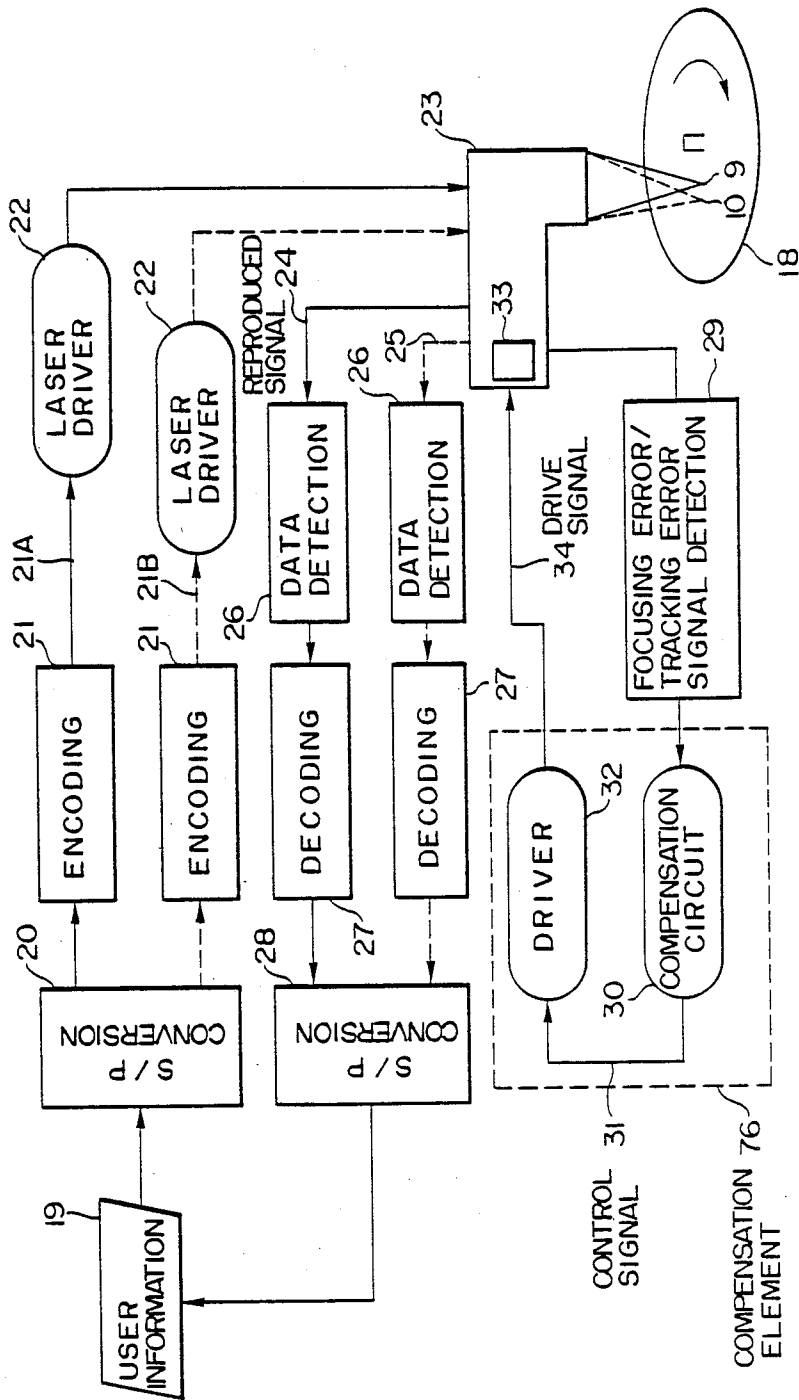 19
USER
INFORMATION
20
S/P
CONVERSION
21
ENCODING
21A
22
LASER
DRIVER
21
ENCODING
21B
22
LASER
DRIVER
REPRODUCED
SIGNAL
24
23
28
S/P
CONVERSION
27
DECODING
26
DATA
DETECTION
27
DECODING
26
DATA
DETECTION
25
33
34
DRIVE
SIGNAL
DRIVER
32
30
COMPENSATION
CIRCUIT
FOCUSING ERROR/
TRACKING ERROR
SIGNAL DETECTION
29
CONTROL
SIGNAL
31
COMPENSATION
ELEMENT
76
10
9
18